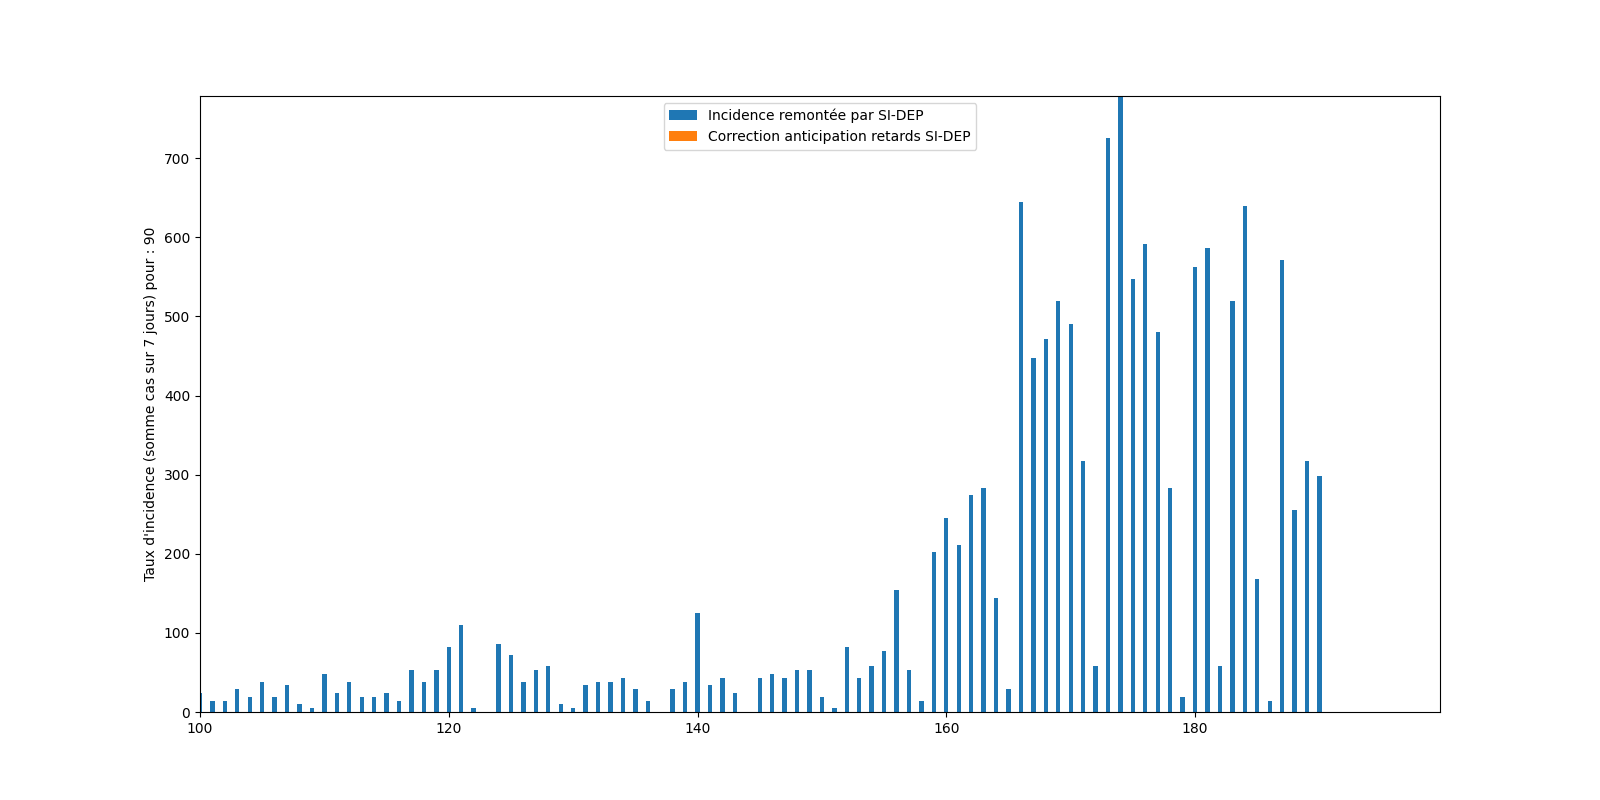 Incidence remontée par SI-DEP
Correction anticipation retards SI-DEP
Taux d'incidence (somme cas sur 7 jours) pour : 90
700
600
500
400
300
200
100
0
100 120 140 160 180